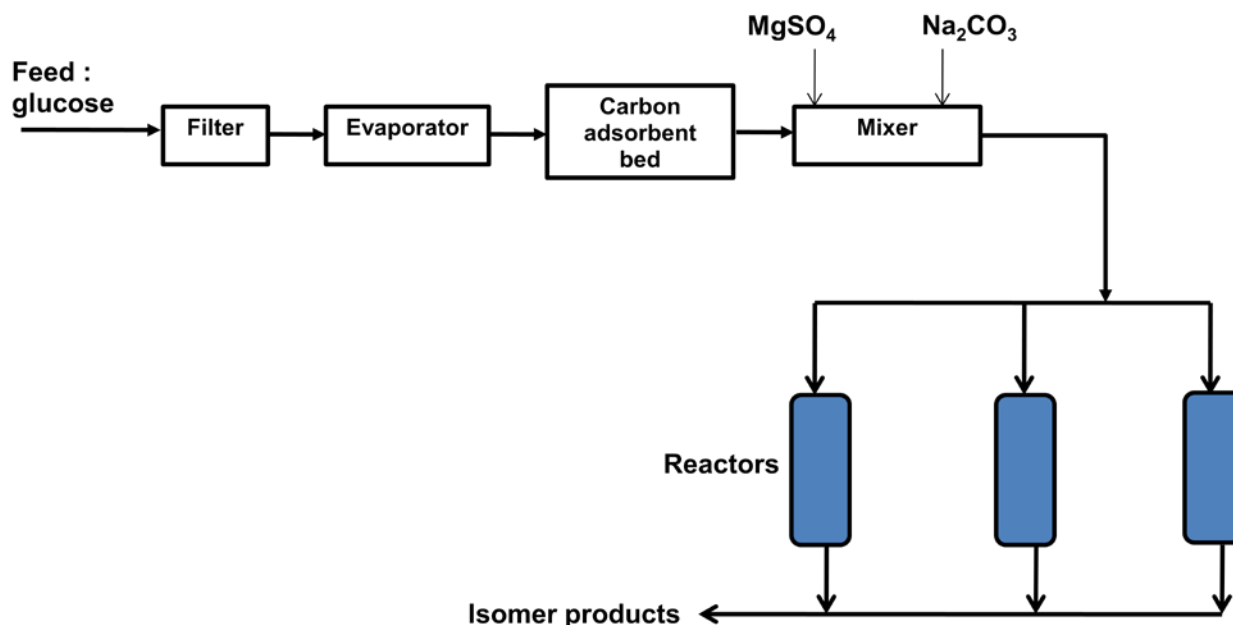 MgSO₄
Na₂CO₃
Feed :
glucose
Filter
Evaporator
Carbon
adsorbent
bed
Mixer
Reactors
Isomer products